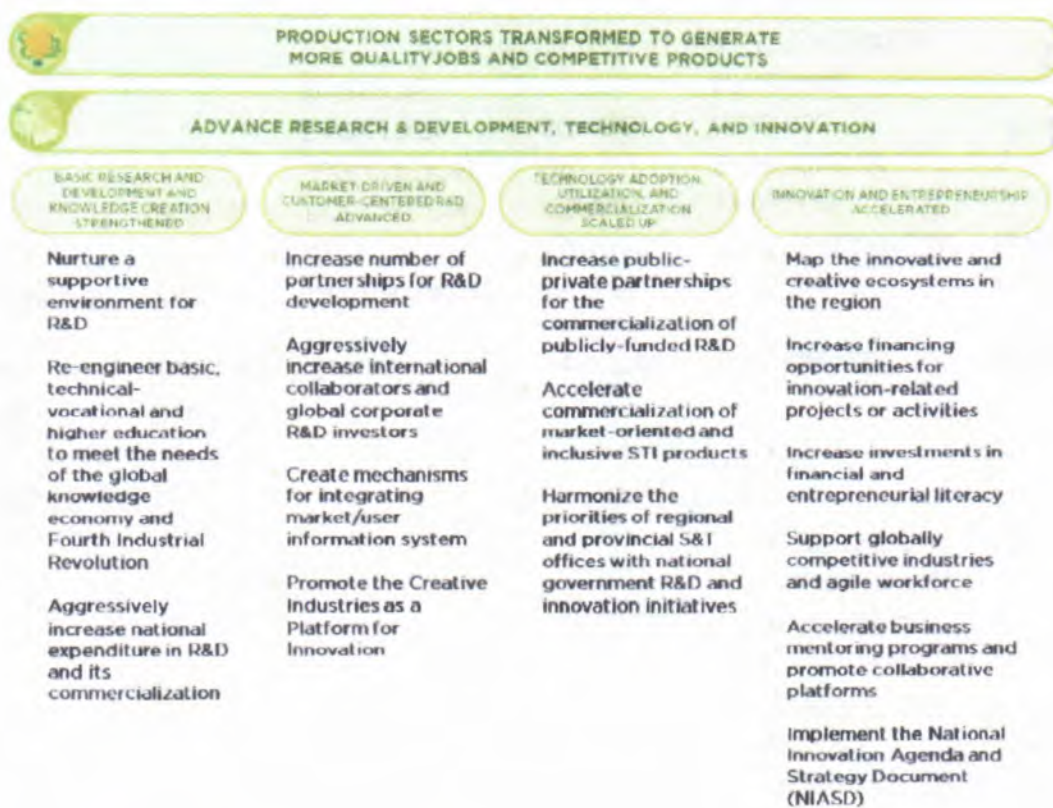 PRODUCTION SECTORS TRANSFORMED TO GENERATE
MORE QUALITY JOBS AND COMPETITIVE PRODUCTS
ADVANCE RESEARCH & DEVELOPMENT, TECHNOLOGY, AND INNOVATION
BASIC RESEARCH AND
DEVELOPMENT AND
KNOWLEDGE CREATION
STRENGTHENED
Nurture a
supportive
environment for
R&D
Re-engineer basic,
technical-
vocational and
higher education
to meet the needs
of the global
knowledge
economy and
Fourth Industrial
Revolution
Aggressively
increase national
expenditure in R&D
and its
commercialization
MARKET-DRIVEN AND
CUSTOMER-CENTERED R&D
ADVANCED
Increase number of
partnerships for R&D
development
Aggressively
increase international
collaborators and
global corporate
R&D investors
Create mechanisms
for integrating
market/user
information system
Promote the Creative
Industries as a
Platform for
Innovation
TECHNOLOGY ADOPTION,
UTILIZATION, AND
COMMERCIALIZATION
SCALED UP
Increase public-
private partnerships
for the
commercialization of
publicly-funded R&D
Accelerate
commercialization of
market-oriented and
inclusive STI products
Harmonize the
priorities of regional
and provincial S&T
offices with national
government R&D and
innovation initiatives
INNOVATION AND ENTREPRENEURSHIP
ACCELERATED
Map the innovative and
creative ecosystems in
the region
Increase financing
opportunities for
innovation-related
projects or activities
Increase investments in
financial and
entrepreneurial literacy
Support globally
competitive industries
and agile workforce
Accelerate business
mentoring programs and
promote collaborative
platforms
Implement the National
Innovation Agenda and
Strategy Document
(NIASD)